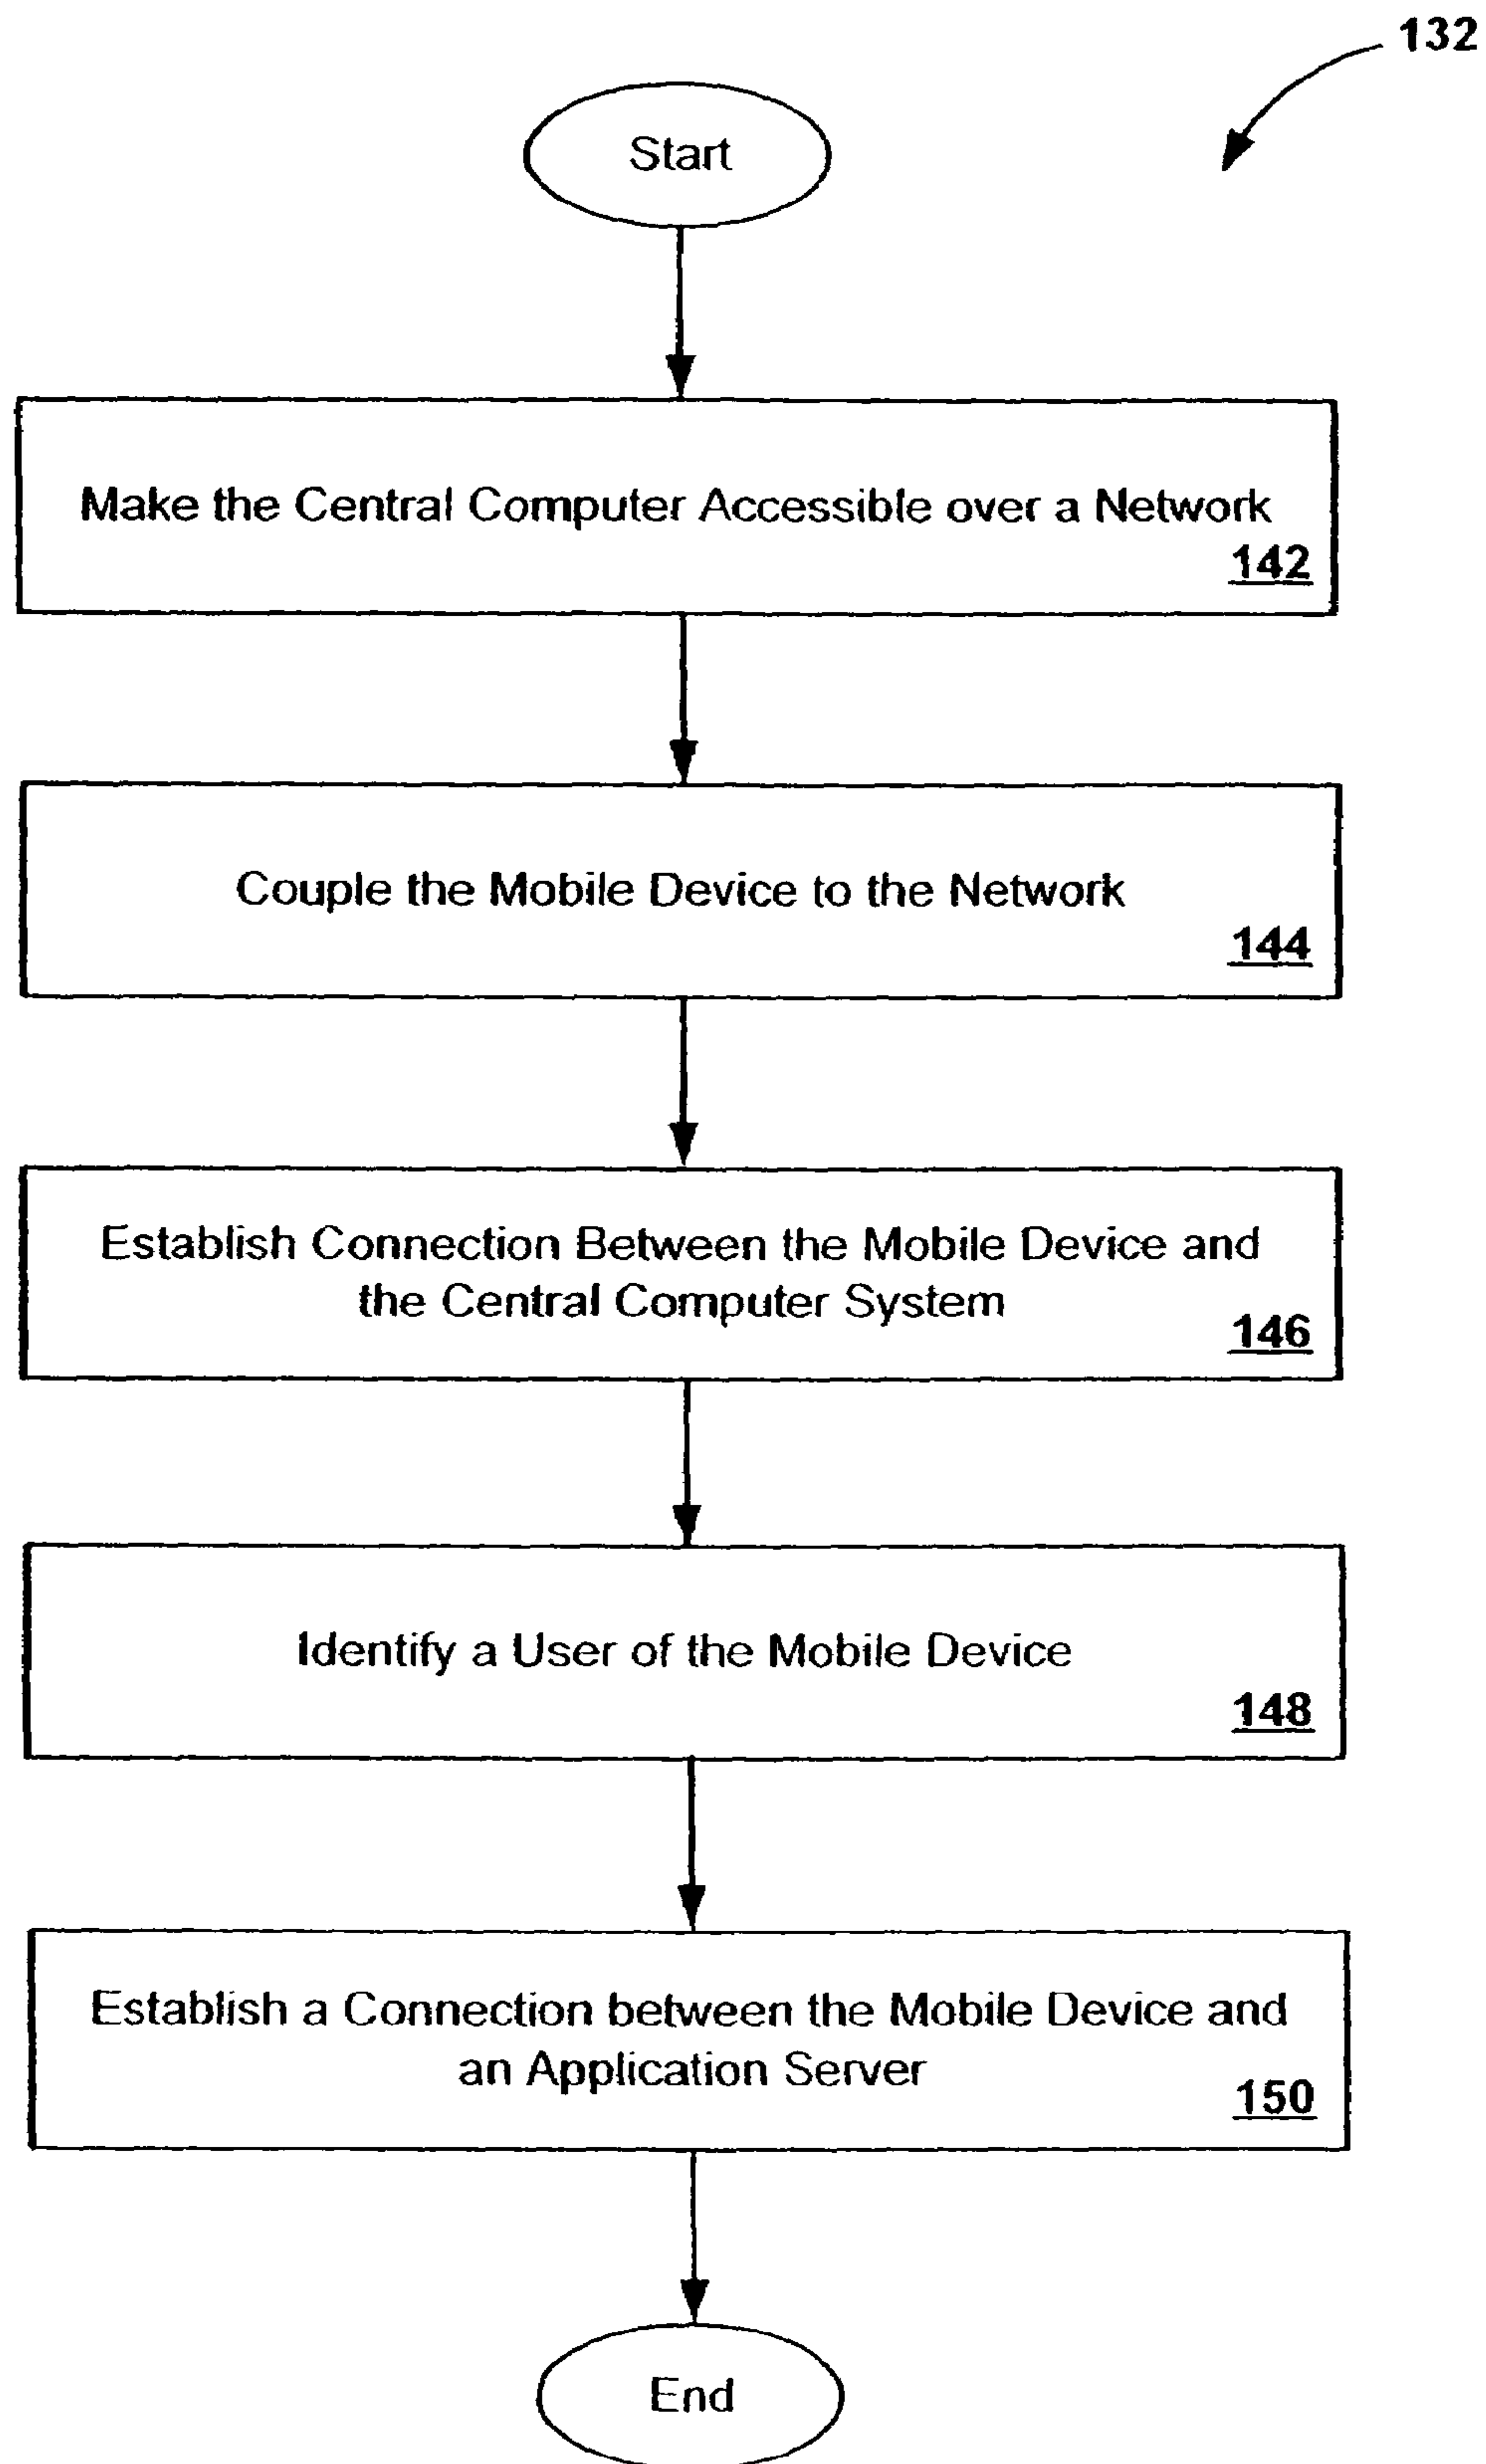 132
Start
Make the Central Computer Accessible over a Network
142
Couple the Mobile Device to the Network
144
Establish Connection Between the Mobile Device and
the Central Computer System
146
Identify a User of the Mobile Device
148
Establish a Connection between the Mobile Device and
an Application Server
150
End